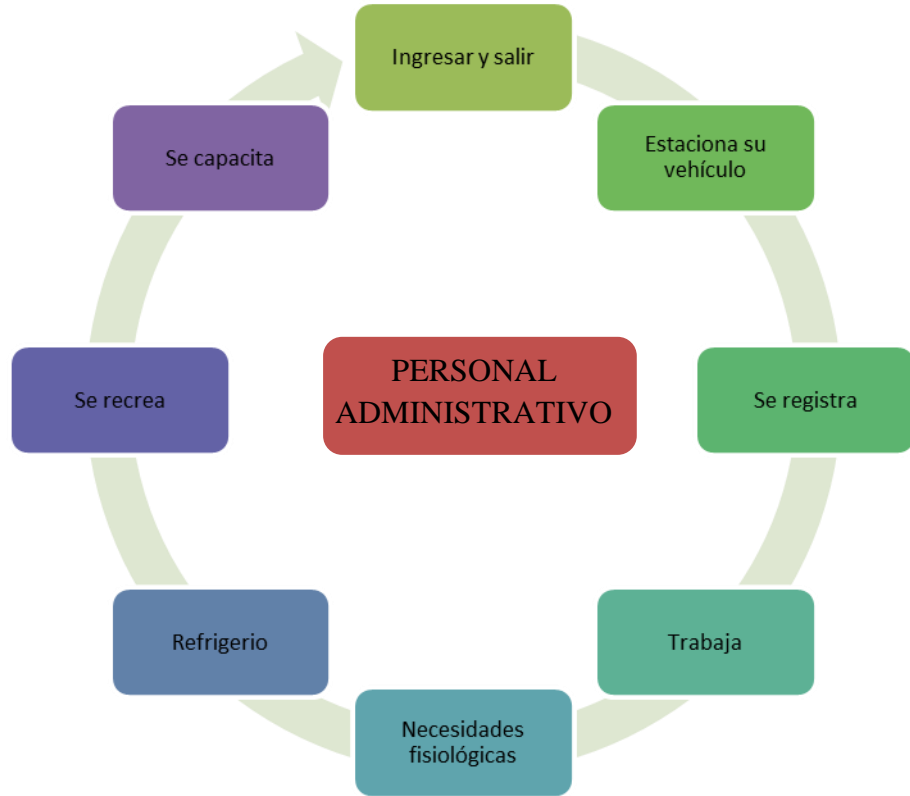 Ingresar y salir
Estaciona su
vehículo
Se registra
Trabaja
Necesidades
fisiológicas
Refrigerio
Se recrea
Se capacita
PERSONAL
ADMINISTRATIVO